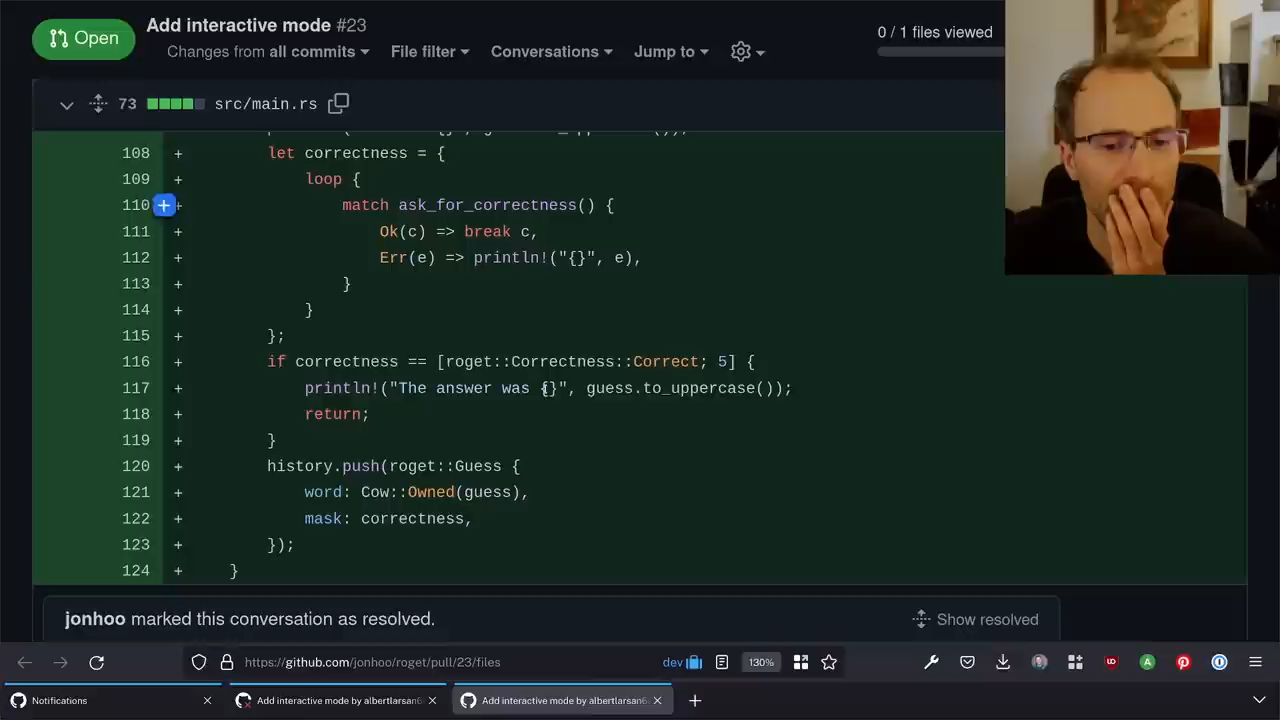 Open
Add interactive mode #23
Changes from all commits
File filter
Conversations
Jump to
0 / 1 files viewed
73 src/main.rs
108 + let correctness = {
109 + loop {
110 + match ask_for_correctness() {
111 + Ok(c) => break c,
112 + Err(e) => println!("{}", e),
113 + }
114 + }
115 + };
116 + if correctness == [roget::Correctness::Correct; 5] {
117 + println!("The answer was {}", guess.to_uppercase());
118 + return;
119 + }
120 + history.push(roget::Guess {
121 + word: Cow::Owned(guess),
122 + mask: correctness,
123 + });
124 + }
jonhoo marked this conversation as resolved.
Show resolved
https://github.com/jonhoo/roget/pull/23/files
dev
130%
Notifications
Add interactive mode by albertlarsan6
Add interactive mode by albertlarsan6